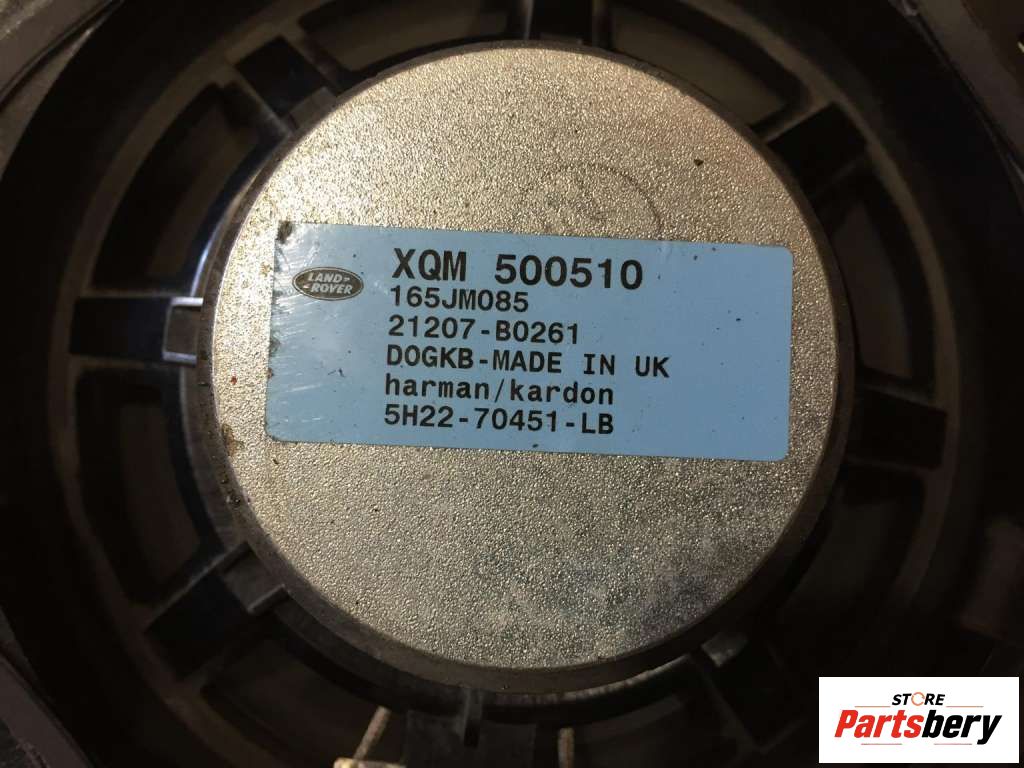 LAND-
-ROVER
XQM 500510
165JM085
21207-B0261
DOGKB-MADE IN UK
harman/kardon
5H22-70451-LB
STORE
Partsbery